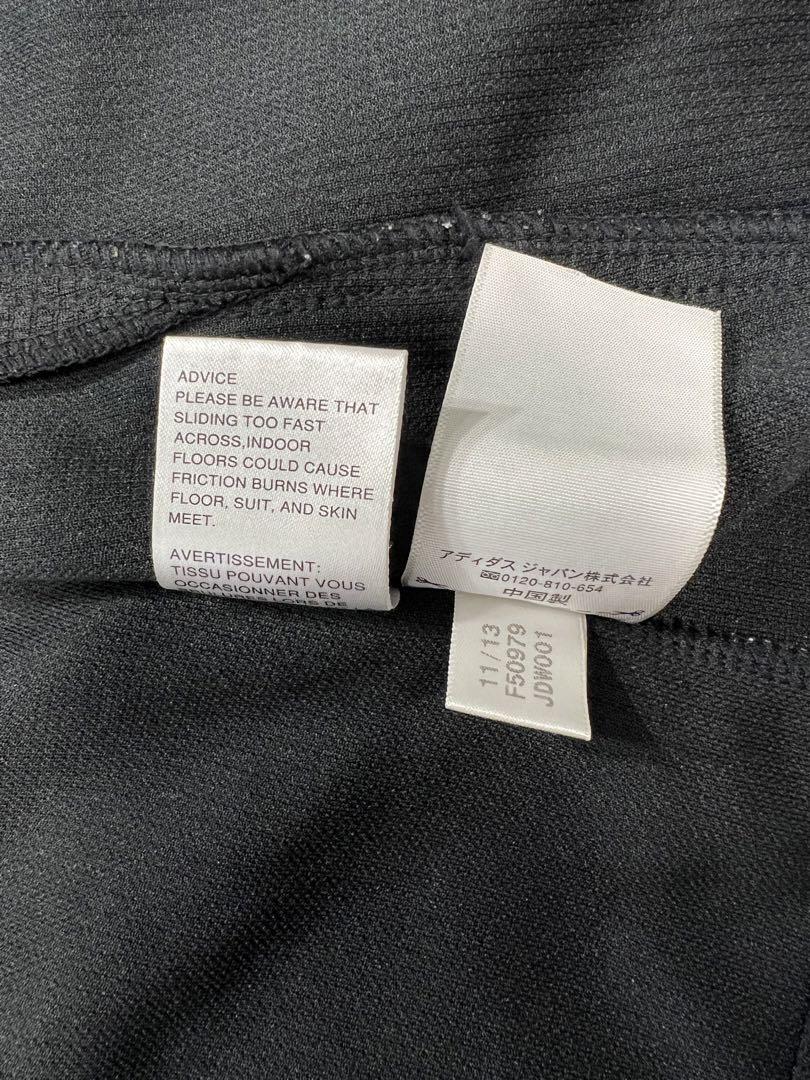 ADVICE
PLEASE BE AWARE THAT
SLIDING TOO FAST
ACROSS,INDOOR
FLOORS COULD CAUSE
FRICTION BURNS WHERE
FLOOR, SUIT, AND SKIN
MEET.
AVERTISSEMENT:
TISSU POUVANT VOUS
OCCASIONNER DES
LORS DE
アディダス ジャパン株式会社
0120-810-654
中国製
11/13
F50979
JDW001